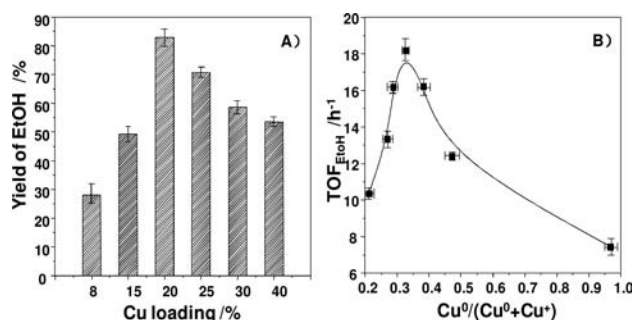 A)
Yield of EtOH /%
90
80
70
60
50
40
30
20
10
0
8 15 20 25 30 40
Cu loading/%
B)
TOF EtoH /h⁻¹
20
18
16
14
12
10
8
6
0.2 0.3 0.4 0.5 0.6 0.7 0.8 0.9 1.0
Cu⁰/(Cu⁰+Cu⁺)